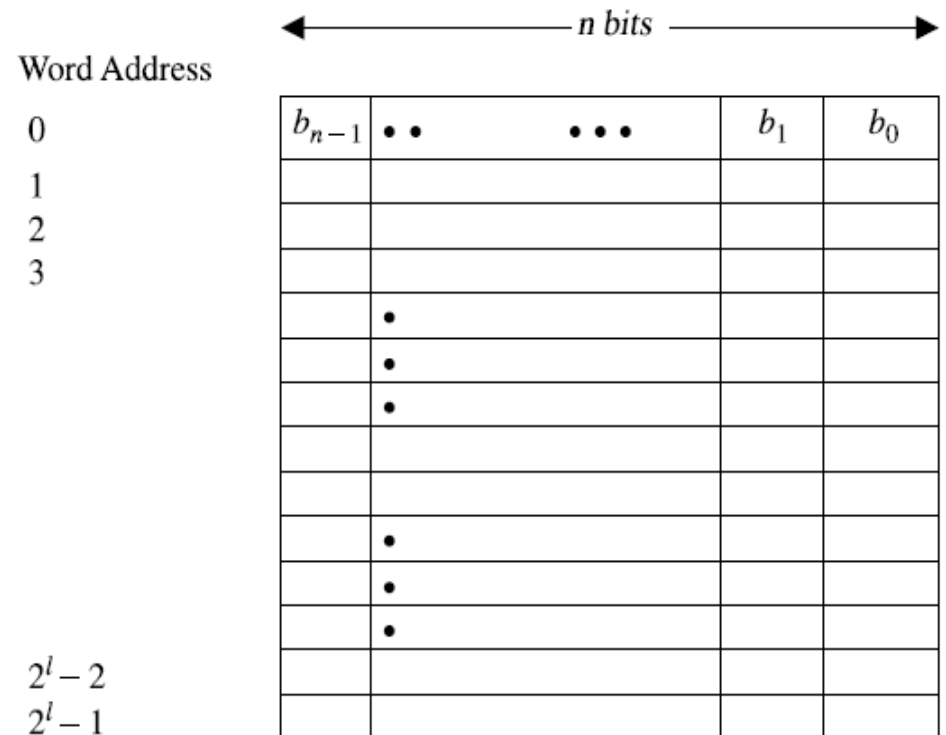 n bits
Word Address
0 b_{n−1} •• ••• b_1 b_0
1
2
3
•
•
•
•
•
•
2^l − 2
2^l − 1